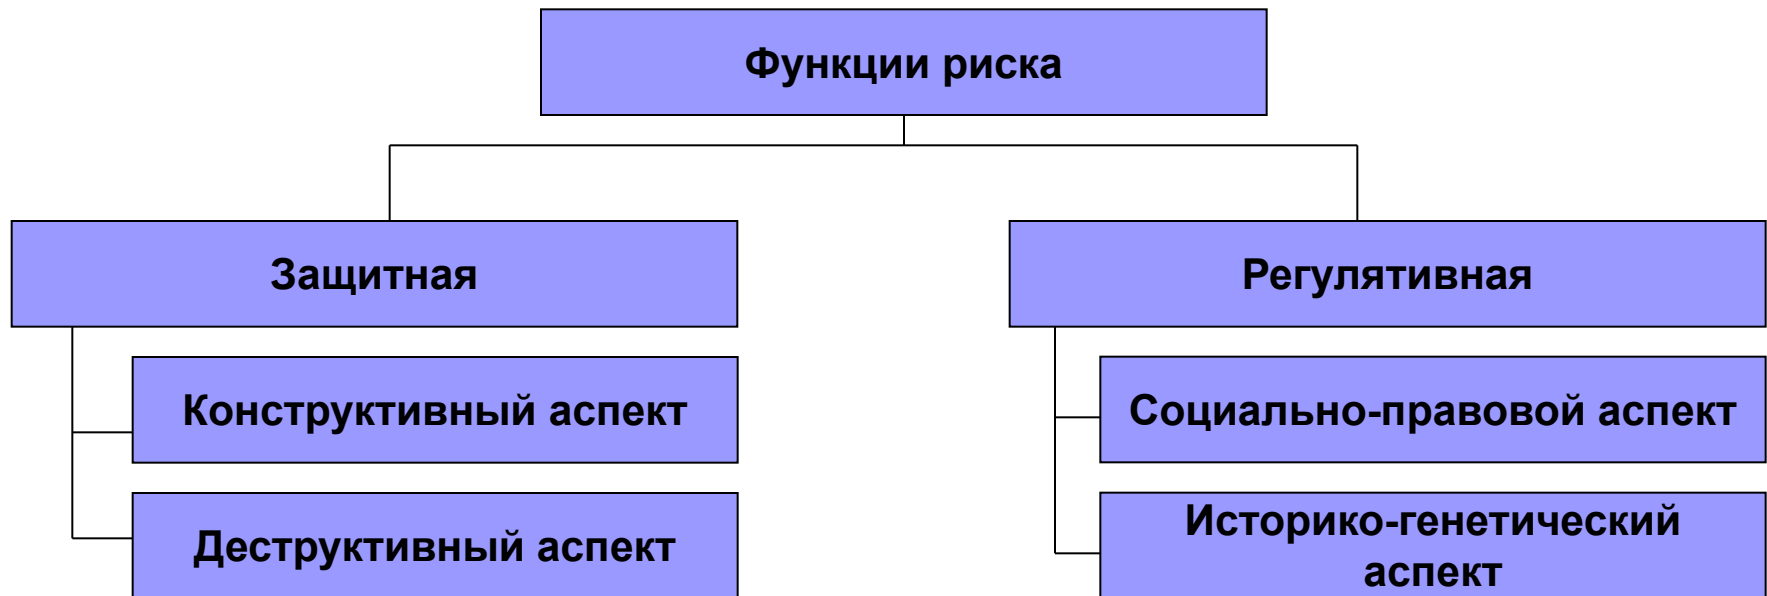 Функции риска
Защитная
Регулятивная
Конструктивный аспект
Социально-правовой аспект
Деструктивный аспект
Историко-генетический
аспект